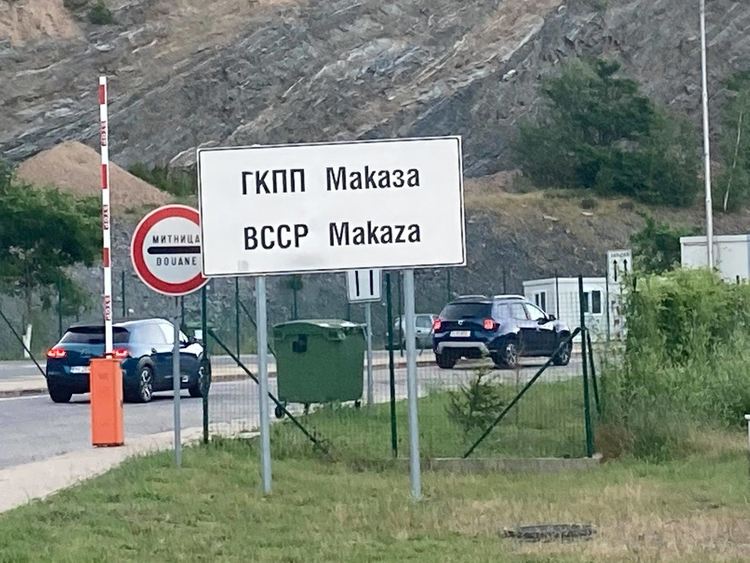 ГКПП Маказа
BCCP Makaza
МИТНИЦА
DOUANE